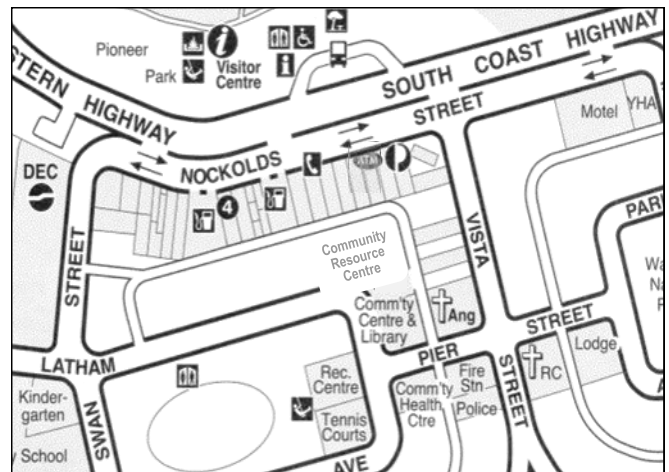 Pioneer
Park
i
Visitor
Centre
i
SOUTH COAST HIGHWAY
STERN HIGHWAY
NOCKOLDS STREET
Motel
YHA
DEC
ATM
4
STREET
Community
Resource
Centre
VISTA
PAR
Comm'ty
Centre &
Library
Ang
PIER STREET
LATHAM
Rec.
Centre
Tennis
Courts
Comm'ty
Health
Ctre
Fire
Stn
Police
STREET
RC
Lodge
Kinder-
garten
School
SWAN
AVE